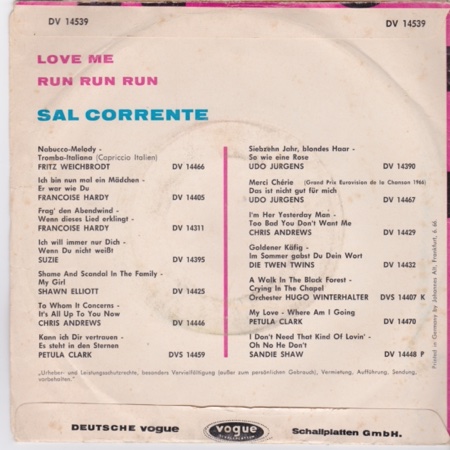 DV 14539
DV 14539
LOVE ME
RUN RUN RUN
SAL CORRENTE
Nabucco-Melody -
Tromba-Italiana (Capriccio Italien)
FRITZ WEICHBRODT DV 14466
Ich bin nun mal ein Mädchen -
Er war wie Du
FRANCOISE HARDY DV 14405
Frag' den Abendwind -
Wenn dieses Lied erklingt -
FRANCOISE HARDY DV 14311
Ich will immer nur Dich -
Wenn Du nicht weißt
SUZIE DV 14395
Shame And Scandal In The Family -
My Girl
SHAWN ELLIOTT DV 14425
To Whom It Concerns -
It's All Up To You Now
CHRIS ANDREWS DV 14446
Kann ich Dir vertrauen -
Es steht in den Sternen
PETULA CLARK DVS 14459
Siebzehn Jahr, blondes Haar -
So wie eine Rose
UDO JURGENS DV 14390
Merci Chérie (Grand Prix Eurovision de la Chanson 1966)
Das ist nicht gut für mich
UDO JURGENS DV 14467
I'm Her Yesterday Man -
Too Bad You Don't Want Me
CHRIS ANDREWS DV 14429
Goldener Käfig -
Im Sommer gabst Du Dein Wort
DIE TWEN TWINS DV 14432
A Walk In The Black Forest -
Crying In The Chapel
Orchester HUGO WINTERHALTER DVS 14407 K
My Love - Where Am I Going
PETULA CLARK DV 14470
I Don't Need That Kind Of Lovin' -
Oh No He Don't
SANDIE SHAW DV 14448 P
"Urheber- und Leistungsschutzrechte, besonders Vervielfältigung (außer zum persönlichen Gebrauch), Vermietung, Aufführung, Sendung,
vorbehalten."
Printed in Germany by Johannes Alt, Frankfurt, 6.66
DEUTSCHE vogue vogue Schallplatten GmbH.